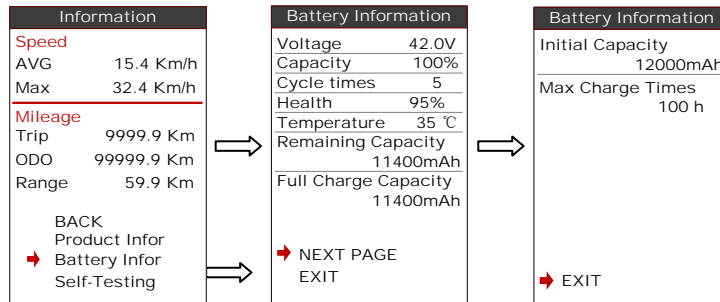 Information
Speed
AVG 15.4 Km/h
Max 32.4 Km/h
Mileage
Trip 9999.9 Km
ODO 99999.9 Km
Range 59.9 Km
BACK
Product Infor
Battery Infor
Self-Testing
Battery Information
Voltage 42.0V
Capacity 100%
Cycle times 5
Health 95%
Temperature 35 ℃
Remaining Capacity
11400mAh
Full Charge Capacity
11400mAh
NEXT PAGE
EXIT
Battery Information
Initial Capacity
12000mAh
Max Charge Times
100 h
EXIT